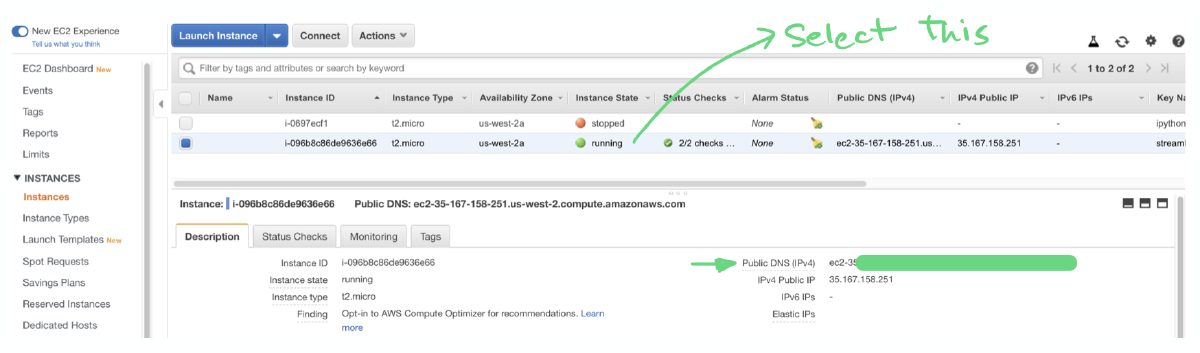 New EC2 Experience
Tell us what you think
Launch Instance Connect Actions
Select this
EC2 Dashboard New
Events
Tags
Reports
Limits
INSTANCES
Instances
Instance Types
Launch Templates New
Spot Requests
Savings Plans
Reserved Instances
Dedicated Hosts
Filter by tags and attributes or search by keyword
1 to 2 of 2
Name Instance ID Instance Type Availability Zone Instance State Status Checks Alarm Status Public DNS (IPv4) IPv4 Public IP IPv6 IPs Key Na
i-0697ecf1 t2.micro us-west-2a stopped None - - ipython
i-096b8c86de9636e66 t2.micro us-west-2a running 2/2 checks ... None ec2-35-167-158-251.us... 35.167.158.251 - streaml
Instance: i-096b8c86de9636e66 Public DNS: ec2-35-167-158-251.us-west-2.compute.amazonaws.com
Description Status Checks Monitoring Tags
Instance ID i-096b8c86de9636e66
Instance state running
Instance type t2.micro
Finding Opt-in to AWS Compute Optimizer for recommendations. Learn
more
Public DNS (IPv4) ec2-35
IPv4 Public IP 35.167.158.251
IPv6 IPs -
Elastic IPs